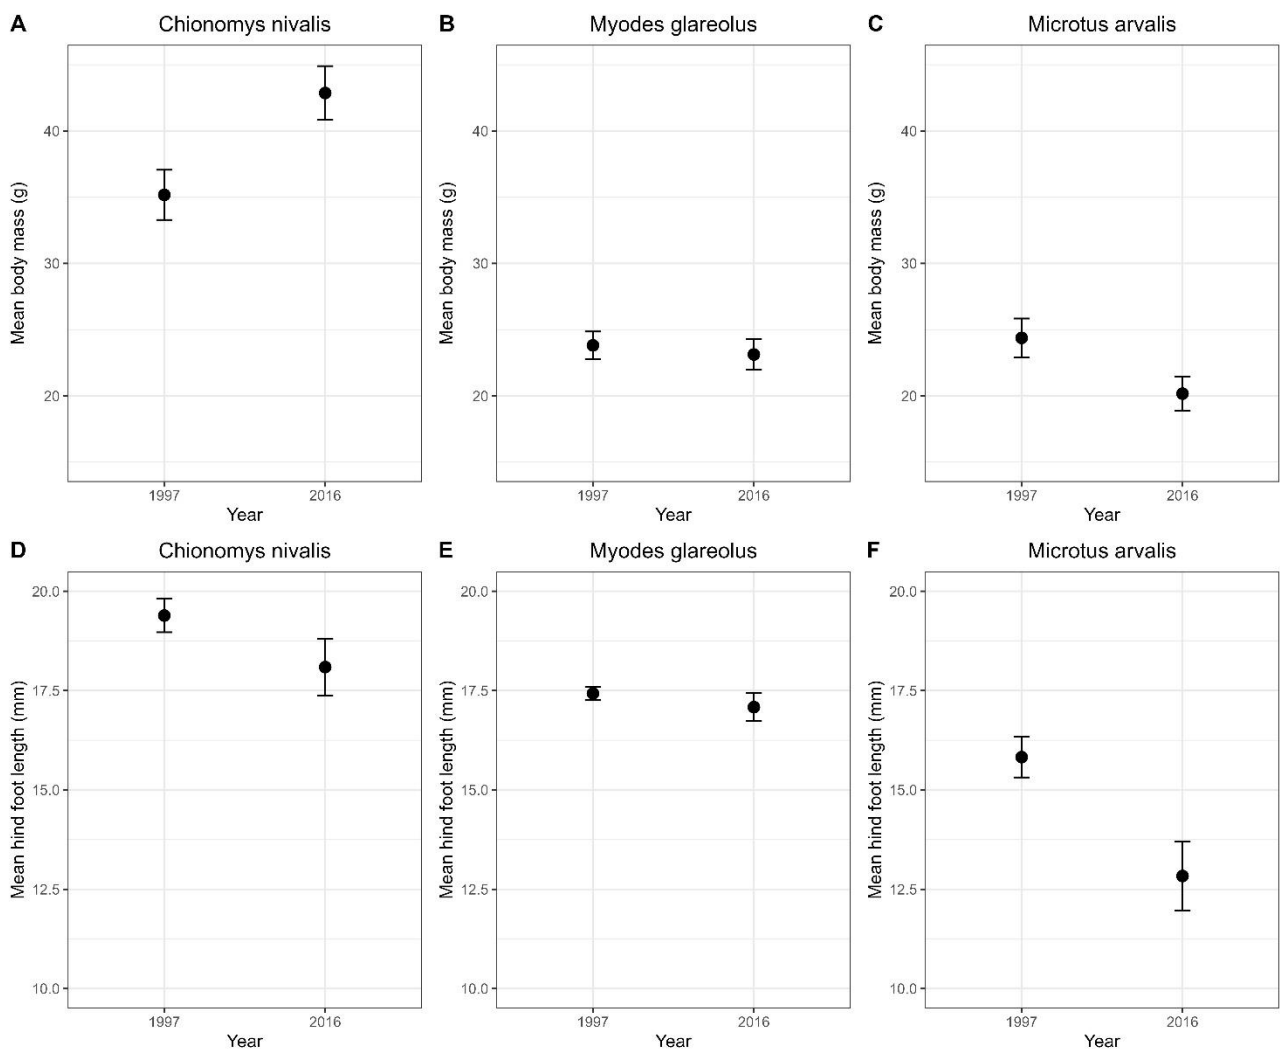 A Chionomys nivalis
Mean body mass (g)
40
30
20
1997 2016
Year
B Myodes glareolus
Mean body mass (g)
40
30
20
1997 2016
Year
C Microtus arvalis
Mean body mass (g)
40
30
20
1997 2016
Year
D Chionomys nivalis
Mean hind foot length (mm)
20.0
17.5
15.0
12.5
10.0
1997 2016
Year
E Myodes glareolus
Mean hind foot length (mm)
20.0
17.5
15.0
12.5
10.0
1997 2016
Year
F Microtus arvalis
Mean hind foot length (mm)
20.0
17.5
15.0
12.5
10.0
1997 2016
Year